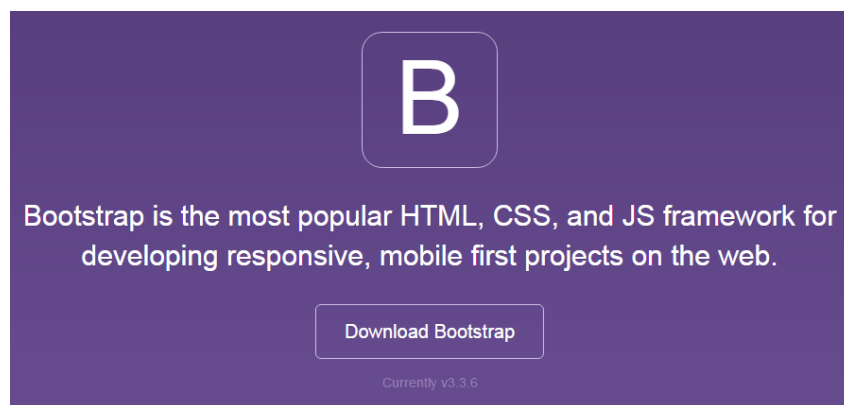 B
Bootstrap is the most popular HTML, CSS, and JS framework for
developing responsive, mobile first projects on the web.
Download Bootstrap
Currently v3.3.6